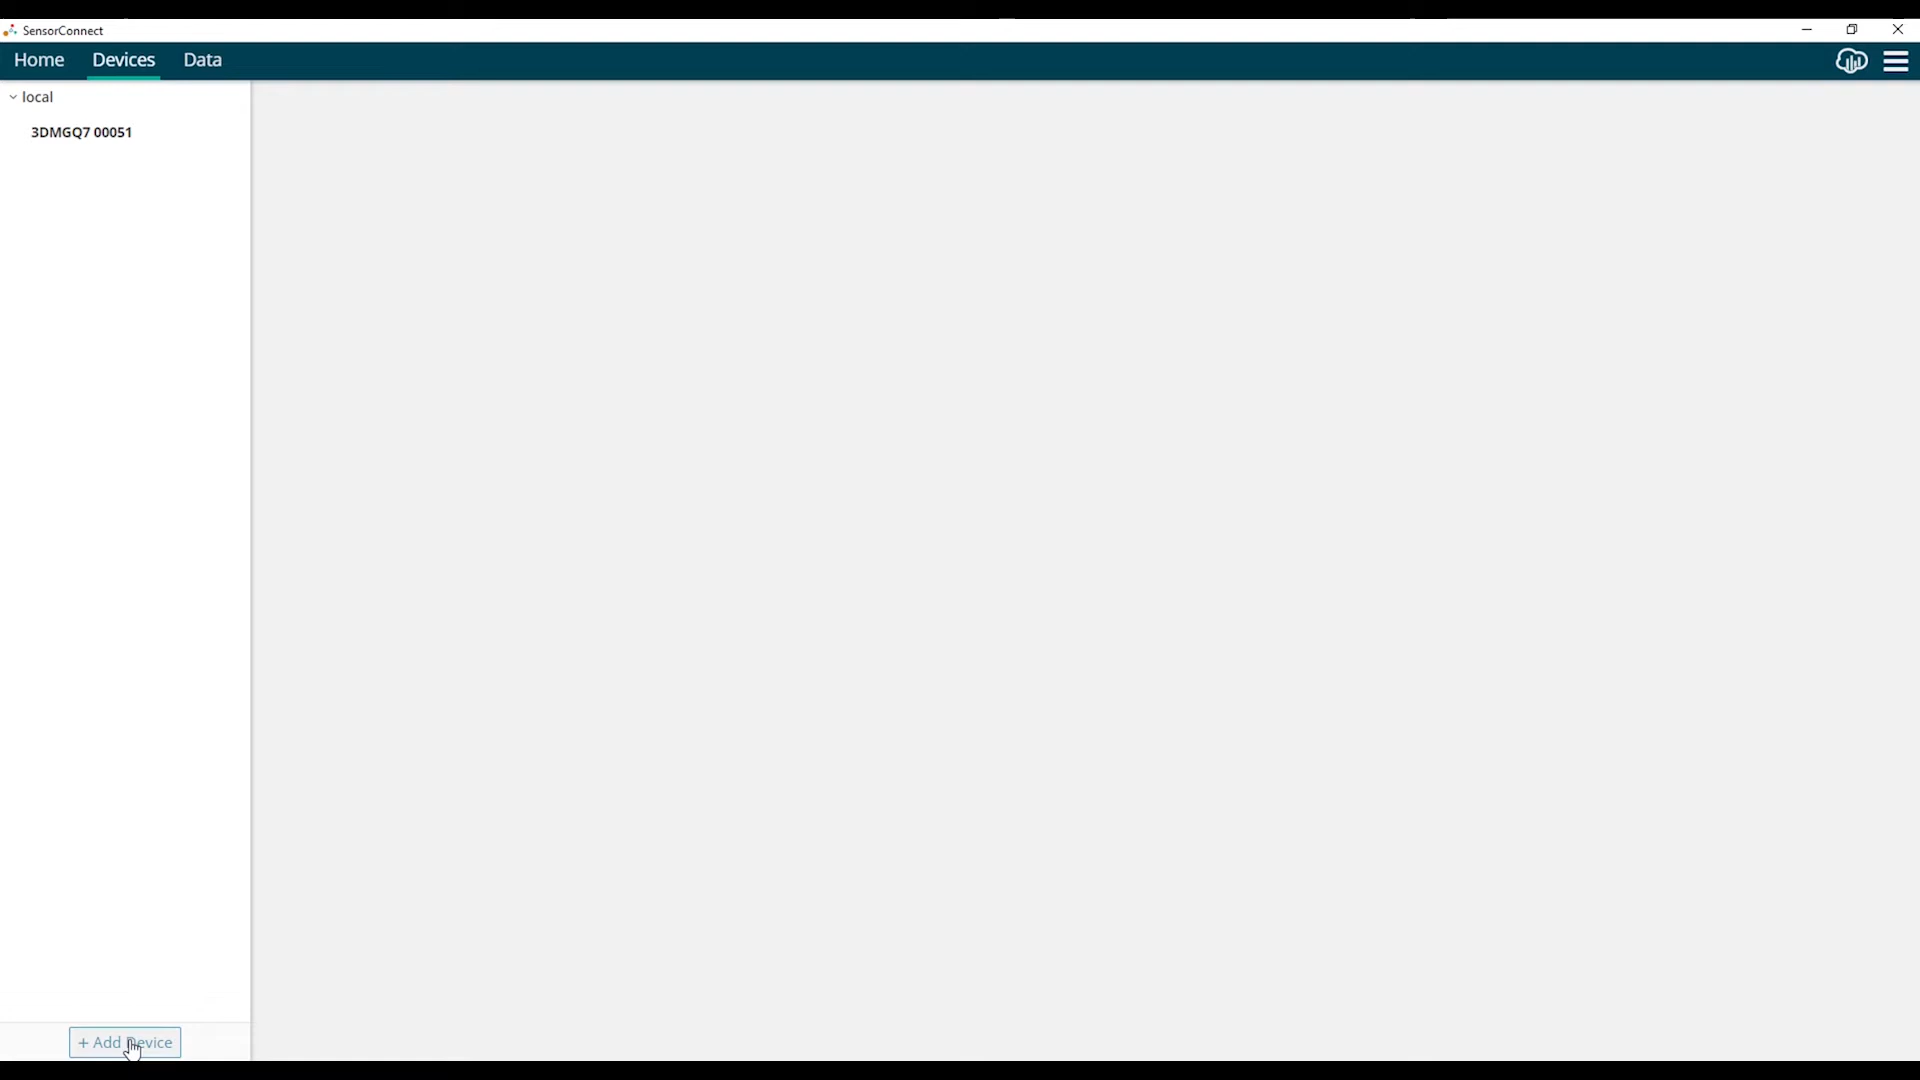 SensorConnect
Home Devices Data
local
3DMGQ7 00051
+ Add Device